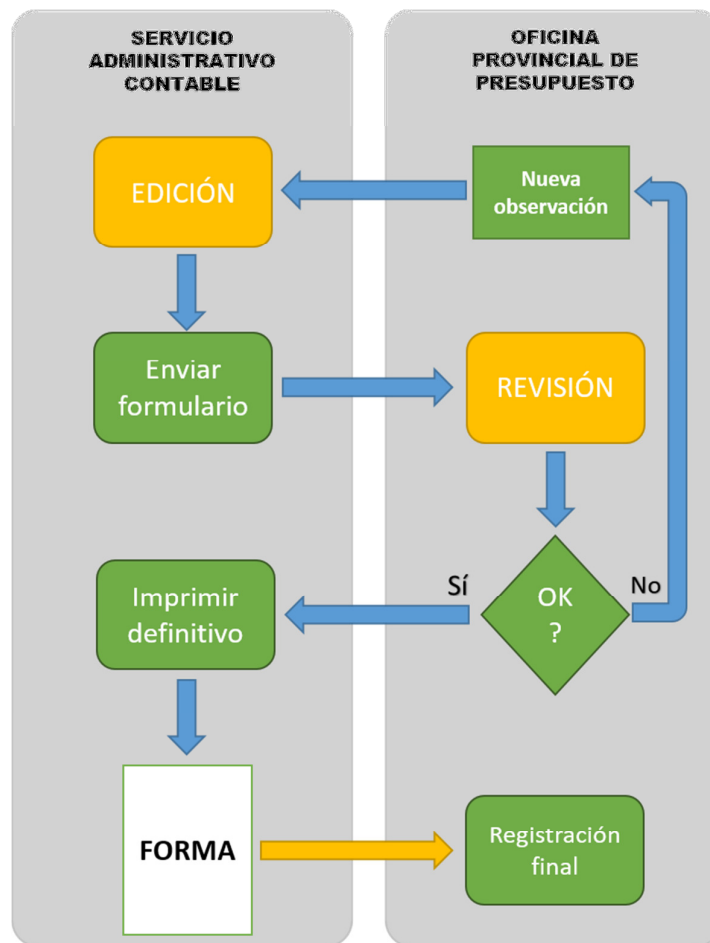 SERVICIO
ADMINISTRATIVO
CONTABLE
OFICINA
PROVINCIAL DE
PRESUPUESTO
EDICIÓN
Nueva
observación
Enviar
formulario
REVISIÓN
Imprimir
definitivo
Sí
OK
?
No
FORMA
Registración
final